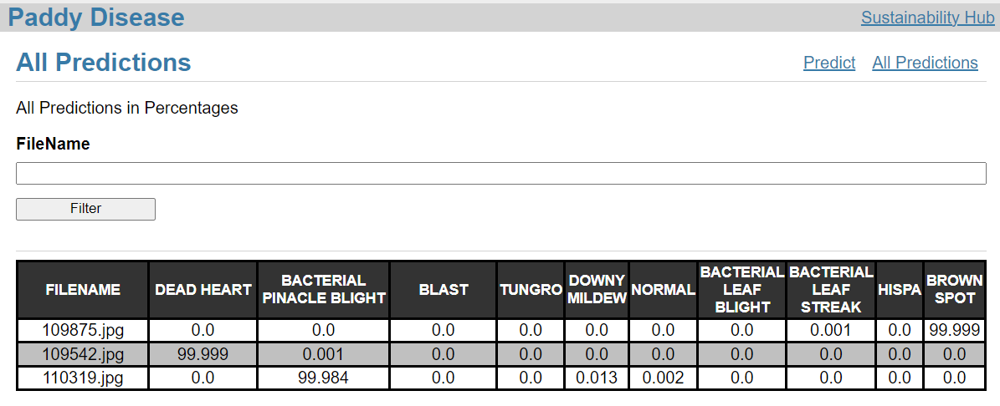 Paddy Disease Sustainability Hub
All Predictions Predict All Predictions
All Predictions in Percentages
FileName
Filter
FILENAME DEAD HEART BACTERIAL PINACLE BLIGHT BLAST TUNGRO DOWNY MILDEW NORMAL BACTERIAL LEAF BLIGHT BACTERIAL LEAF STREAK HISPA BROWN SPOT
109875.jpg 0.0 0.0 0.0 0.0 0.0 0.0 0.0 0.001 0.0 99.999
109542.jpg 99.999 0.001 0.0 0.0 0.0 0.0 0.0 0.0 0.0 0.0
110319.jpg 0.0 99.984 0.0 0.0 0.013 0.002 0.0 0.0 0.0 0.0